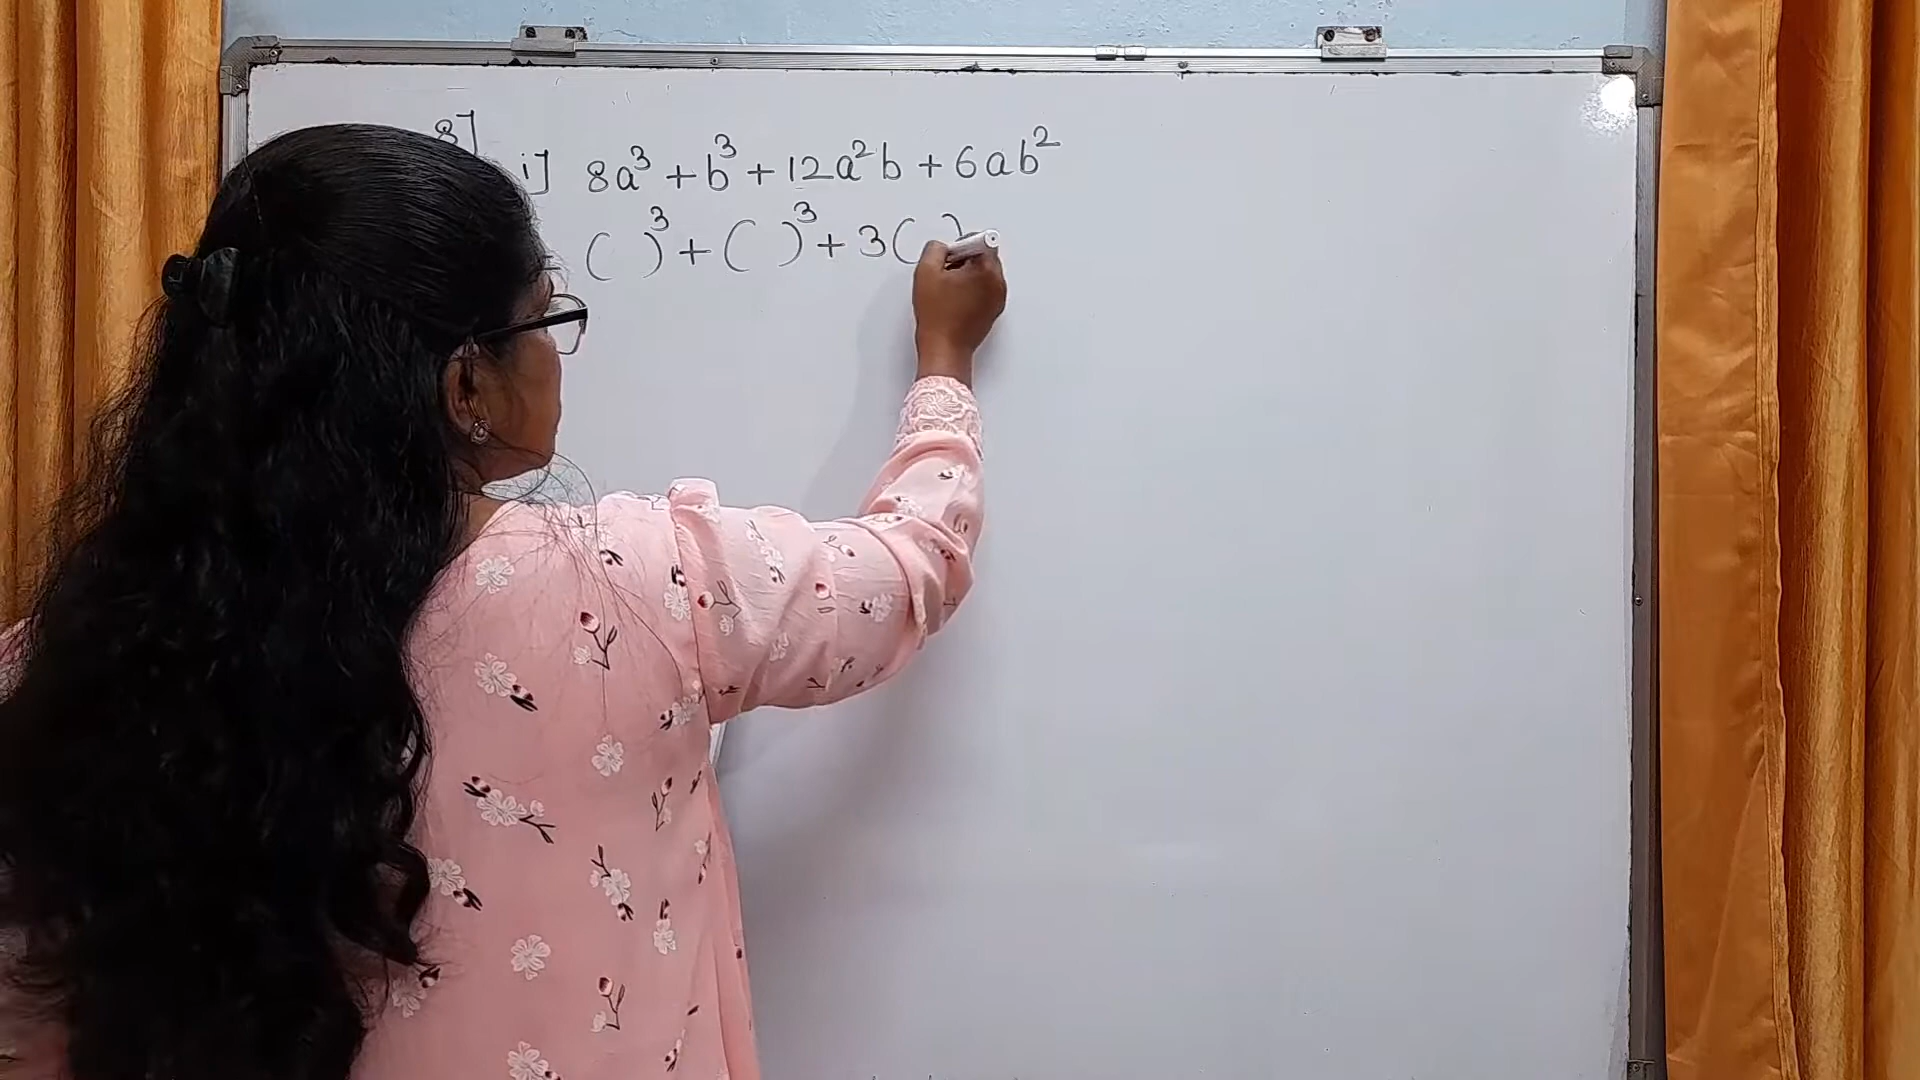 8]
i] 8a³ + b³ + 12a²b + 6ab²
( )³ + ( )³ + 3( )